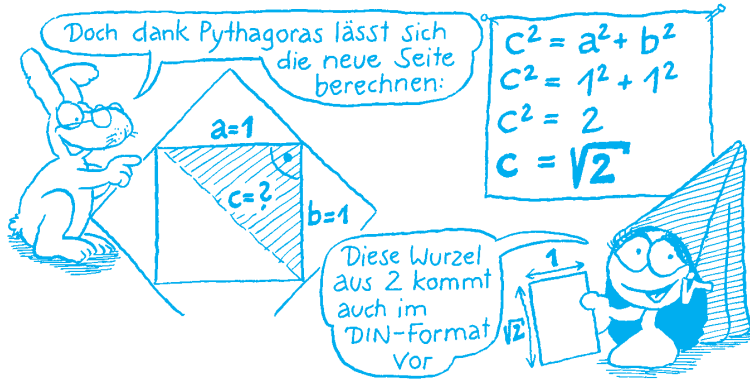 Doch dank Pythagoras lässt sich
die neue Seite
berechnen:
a=1
c=?
b=1
c² = a² + b²
c² = 1² + 1²
c² = 2
c = √2
Diese Wurzel
aus 2 kommt
auch im
DIN-Format
vor
1
√2